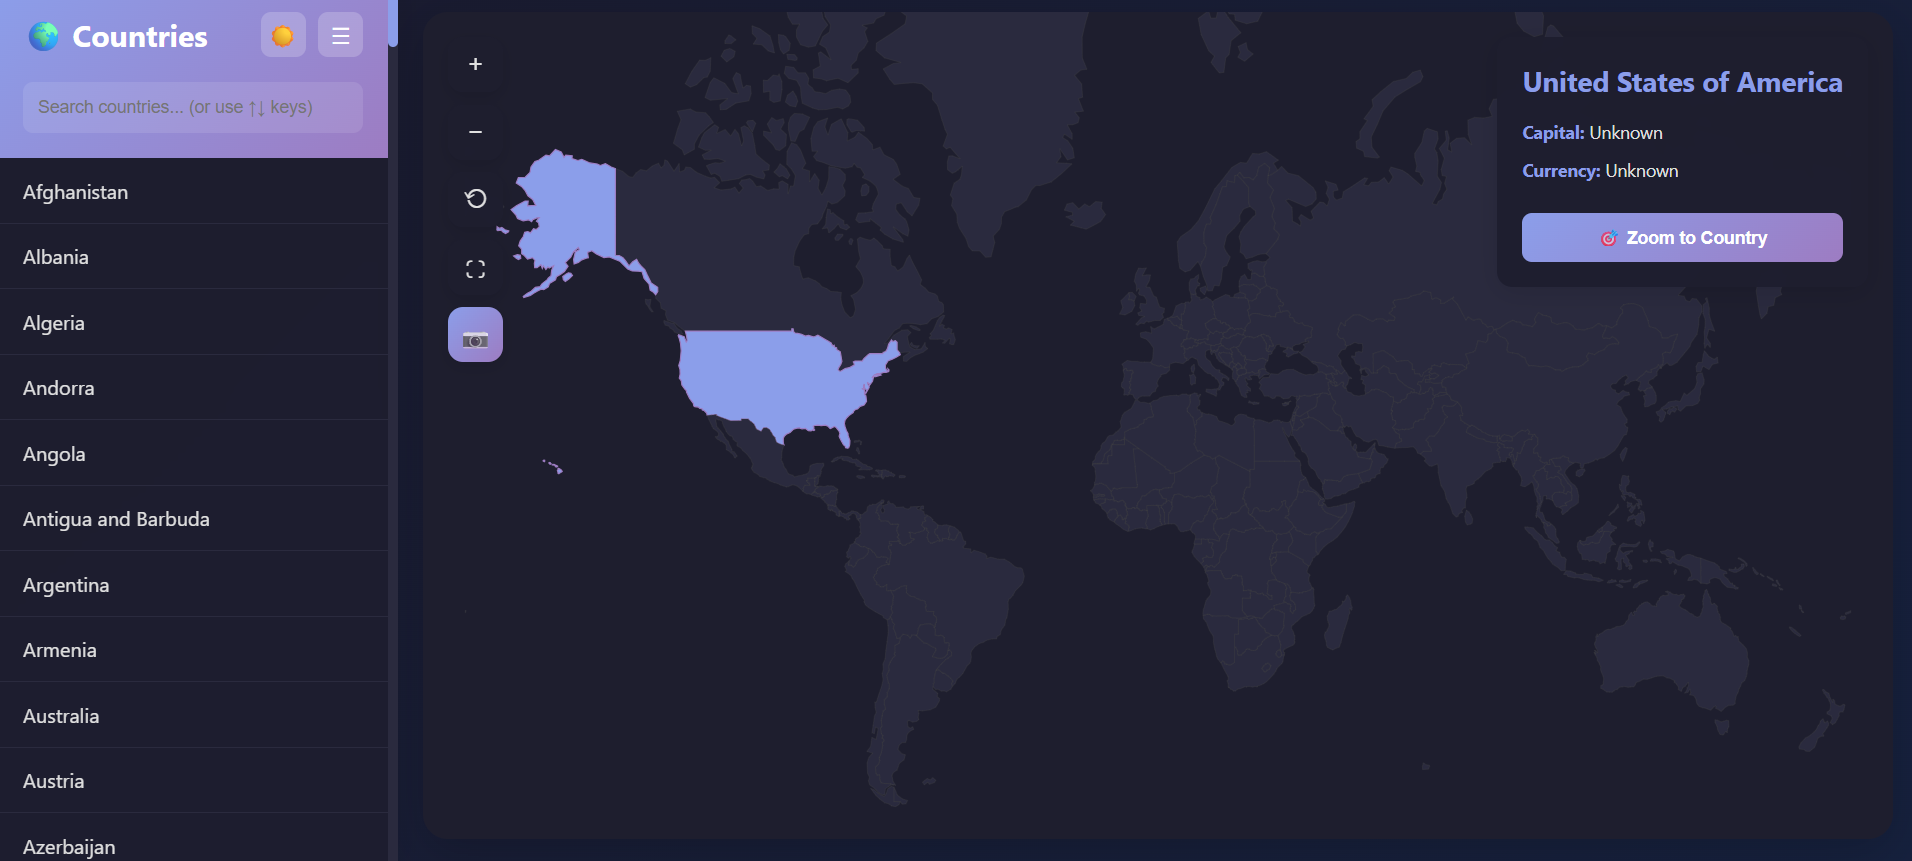 Countries
Search countries... (or use ↑↓ keys)
Afghanistan
Albania
Algeria
Andorra
Angola
Antigua and Barbuda
Argentina
Armenia
Australia
Austria
Azerbaijan
+
−
United States of America
Capital: Unknown
Currency: Unknown
Zoom to Country